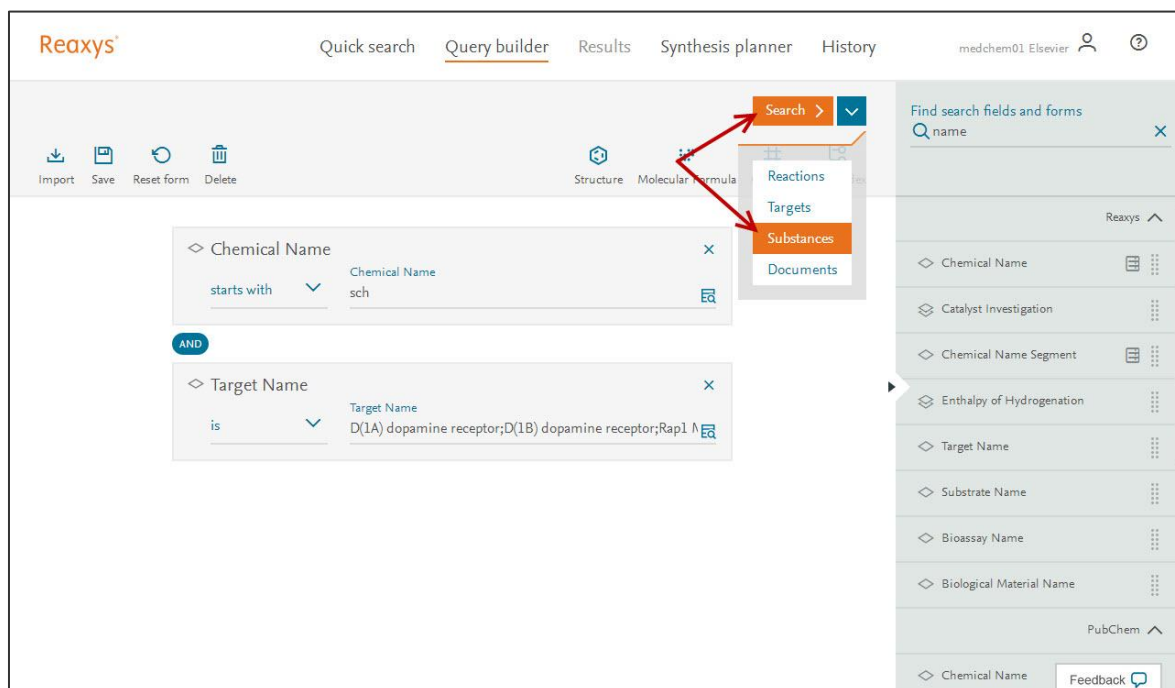 Reaxys®
Quick search Query builder Results Synthesis planner History medchem01 Elsevier
Search
Import Save Reset form Delete Structure Molecular Formula
Reactions
Targets
Substances
Documents
Chemical Name
starts with
Chemical Name
sch
AND
Target Name
is
Target Name
D(1A) dopamine receptor;D(1B) dopamine receptor;Rap1
Find search fields and forms
name
Reaxys
Chemical Name
Catalyst Investigation
Chemical Name Segment
Enthalpy of Hydrogenation
Target Name
Substrate Name
Bioassay Name
Biological Material Name
PubChem
Chemical Name
Feedback